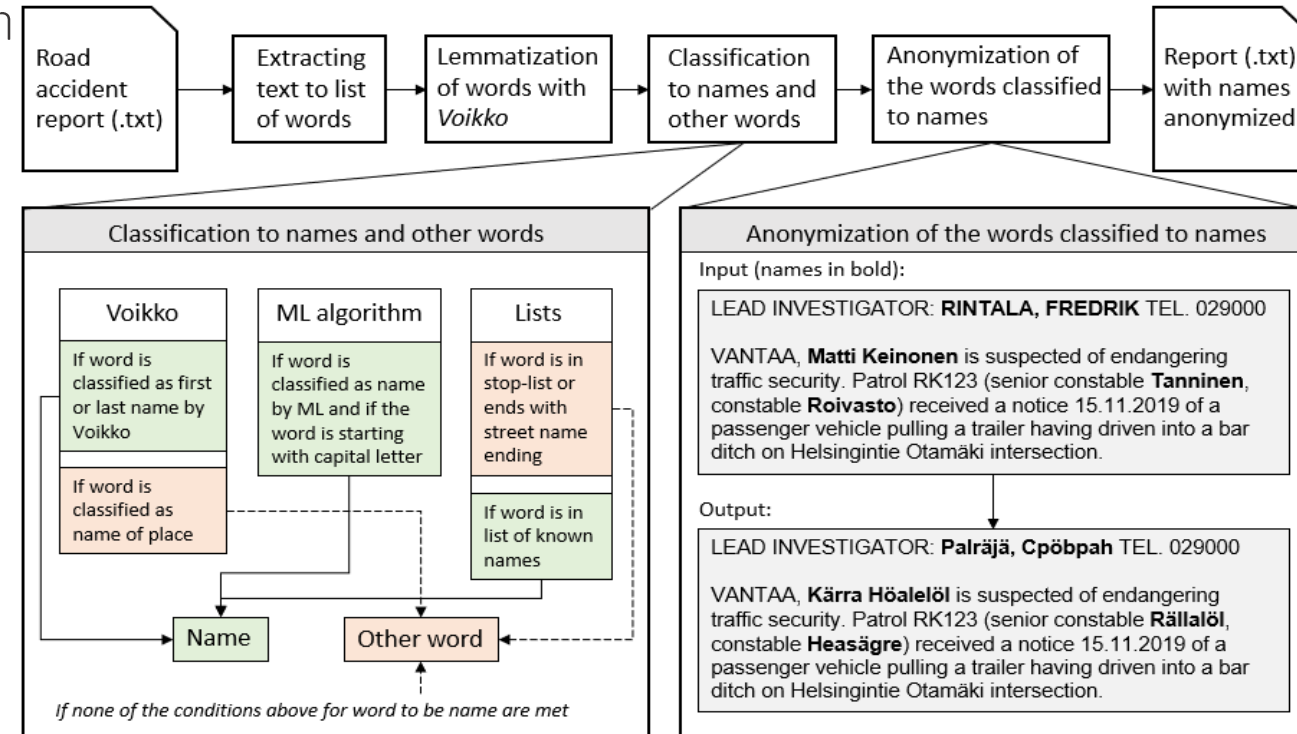 n
Road
accident
report (.txt)
Extracting
text to list
of words
Lemmatization
of words with
Voikko
Classification
to names and
other words
Anonymization of
the words classified
to names
Report (.txt)
with names
anonymized
Classification to names and other words
Voikko
If word is
classified as first
or last name by
Voikko
If word is
classified as
name of place
ML algorithm
If word is
classified as name
by ML and if the
word is starting
with capital letter
Lists
If word is in
stop-list or
ends with
street name
ending
If word is in
list of known
names
Name
Other word
If none of the conditions above for word to be name are met
Anonymization of the words classified to names
Input (names in bold):
LEAD INVESTIGATOR: RINTALA, FREDRIK TEL. 029000
VANTAA, Matti Keinonen is suspected of endangering
traffic security. Patrol RK123 (senior constable Tanninen,
constable Roivasto) received a notice 15.11.2019 of a
passenger vehicle pulling a trailer having driven into a bar
ditch on Helsingintie Otamäki intersection.
Output:
LEAD INVESTIGATOR: Palräjä, Cpöbpah TEL. 029000
VANTAA, Kärra Höalelöl is suspected of endangering
traffic security. Patrol RK123 (senior constable Rällalöl,
constable Heasägre) received a notice 15.11.2019 of a
passenger vehicle pulling a trailer having driven into a bar
ditch on Helsingintie Otamäki intersection.